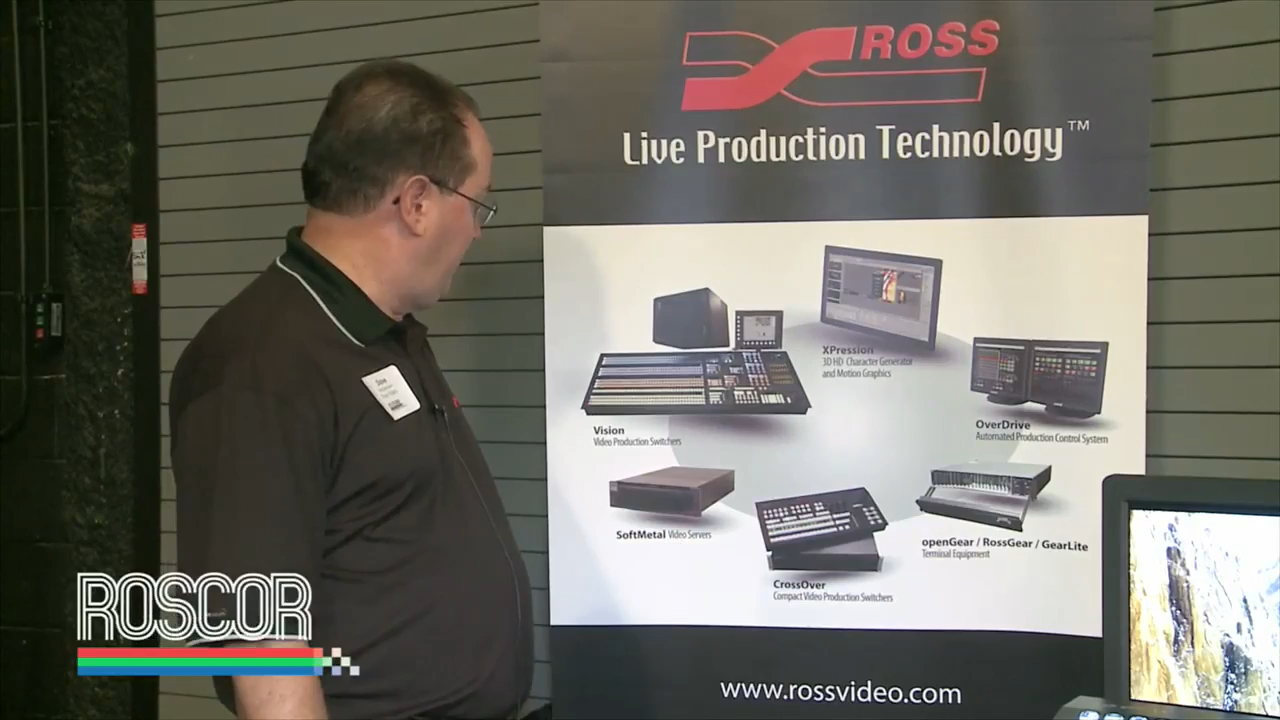 ROSS
Live Production Technology™
XPression
3D HD Character Generator
and Motion Graphics
OverDrive
Automated Production Control System
Vision
Video Production Switchers
SoftMetal Video Servers
openGear / RossGear / GearLite
Terminal Equipment
CrossOver
Compact Video Production Switchers
www.rossvideo.com
ROSCOR